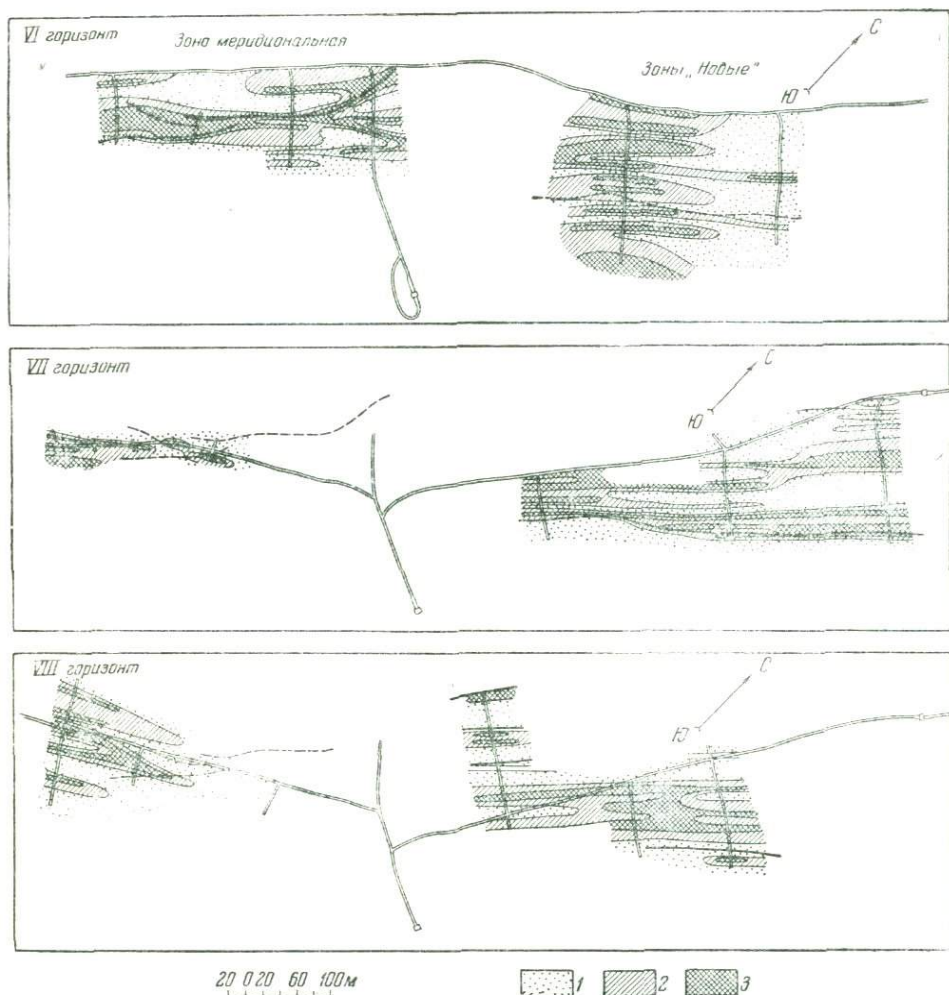 VI горизонт
Зона меридиональная
Зоны „Новые"
С
Ю
VII горизонт
С
Ю
VIII горизонт
С
Ю
20 0 20 60 100м
1 2 3